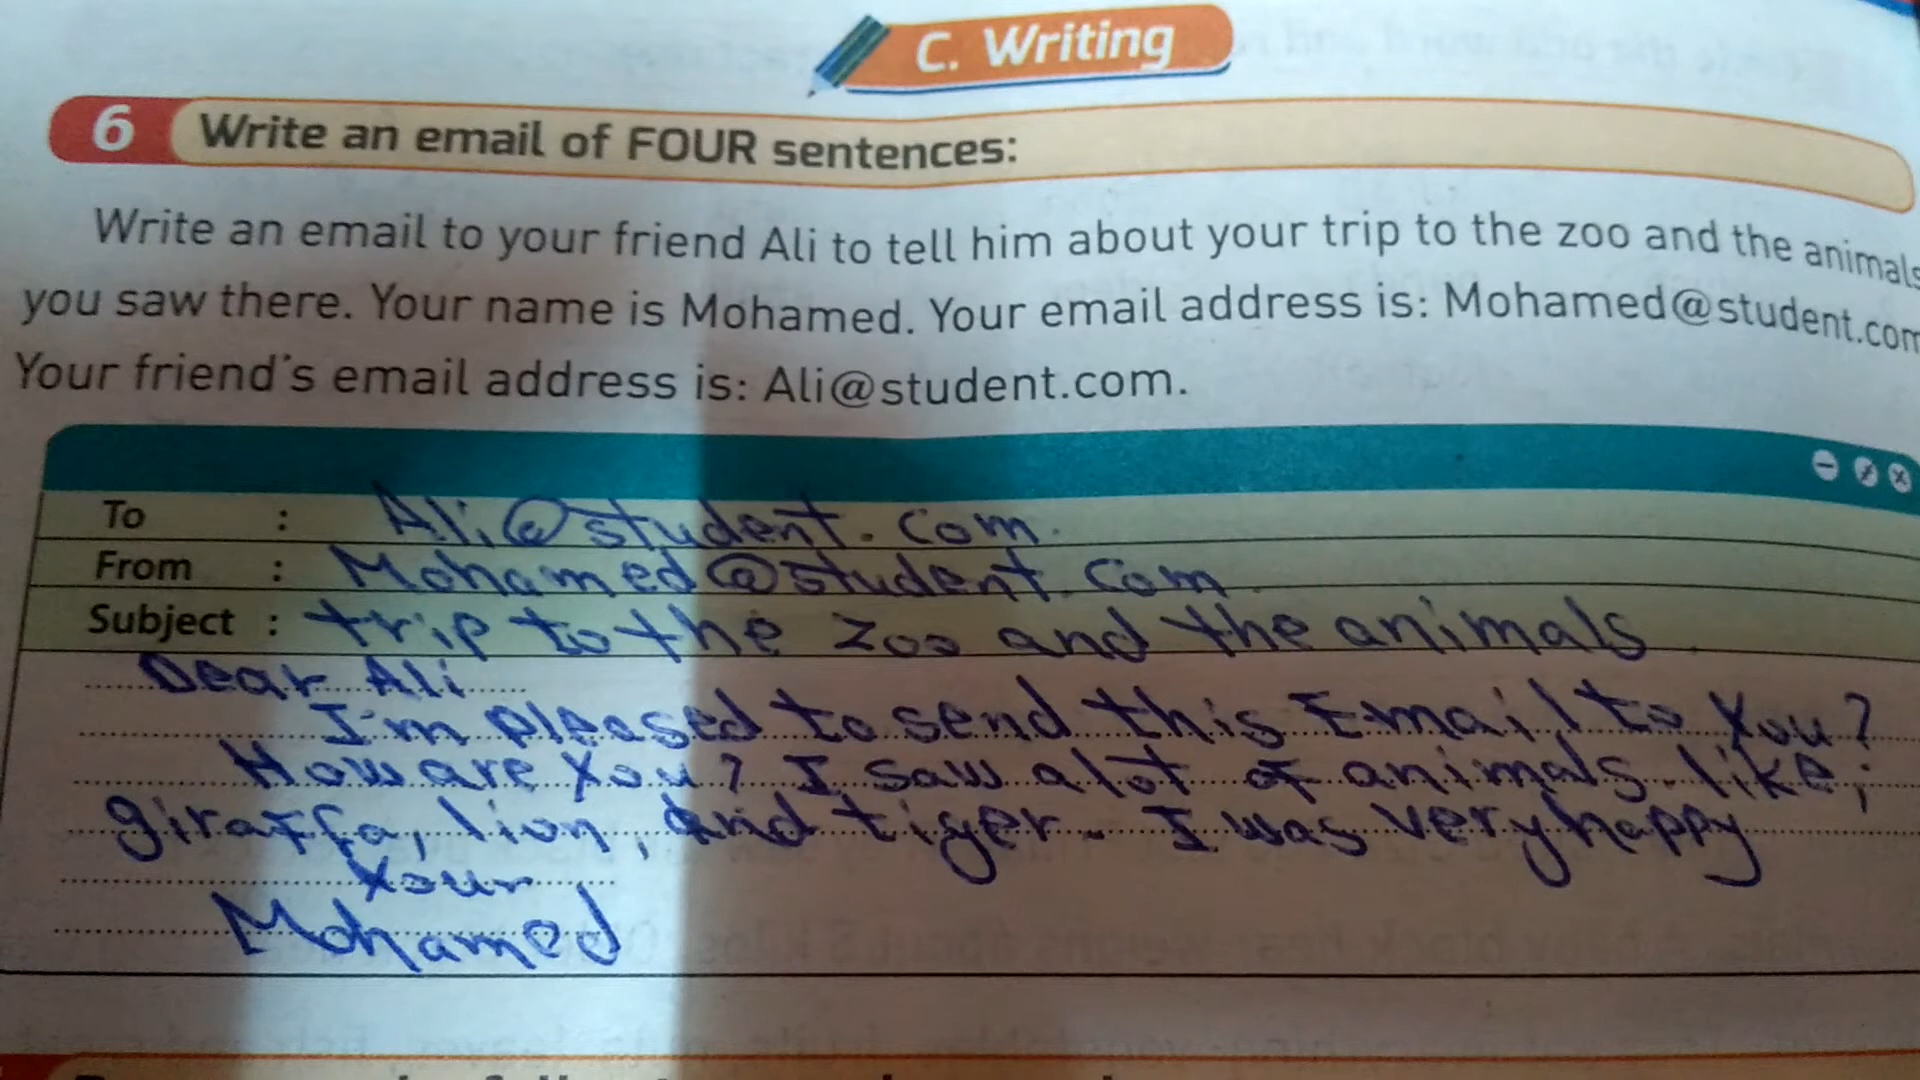 C. Writing
6 Write an email of FOUR sentences:
Write an email to your friend Ali to tell him about your trip to the zoo and the animals
you saw there. Your name is Mohamed. Your email address is: Mohamed@student.com
Your friend's email address is: Ali@student.com.
To : Ali@student.com.
From : Mohamed@student.com
Subject : trip to the zoo and the animals
Dear Ali
I'm pleased to send this Email to You?
How are You? I saw a lot of animals like;
giraffa, lion, and tiger. I was very happy
Your
Mohamed